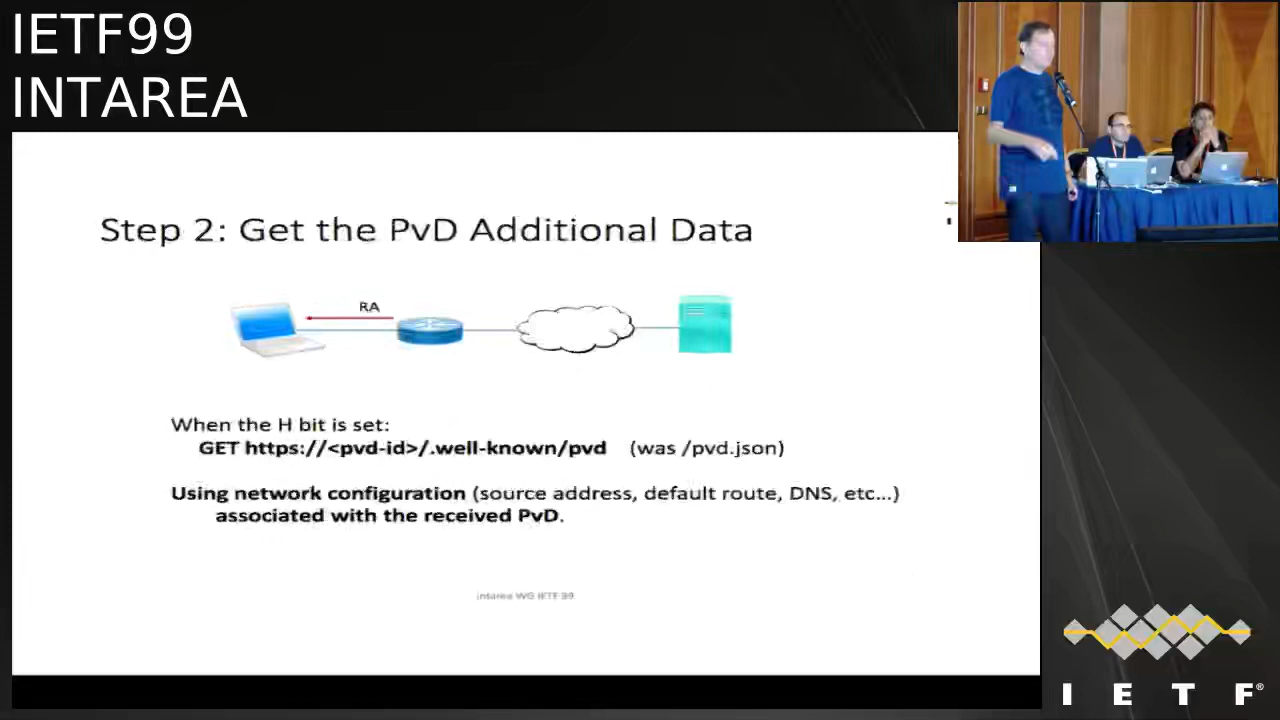 IETF99
INTAREA
Step 2: Get the PvD Additional Data
RA
When the H bit is set:
GET https://<pvd-id>/.well-known/pvd (was /pvd.json)
Using network configuration (source address, default route, DNS, etc...)
associated with the received PvD.
intarea WG IETF 99
I E T F®